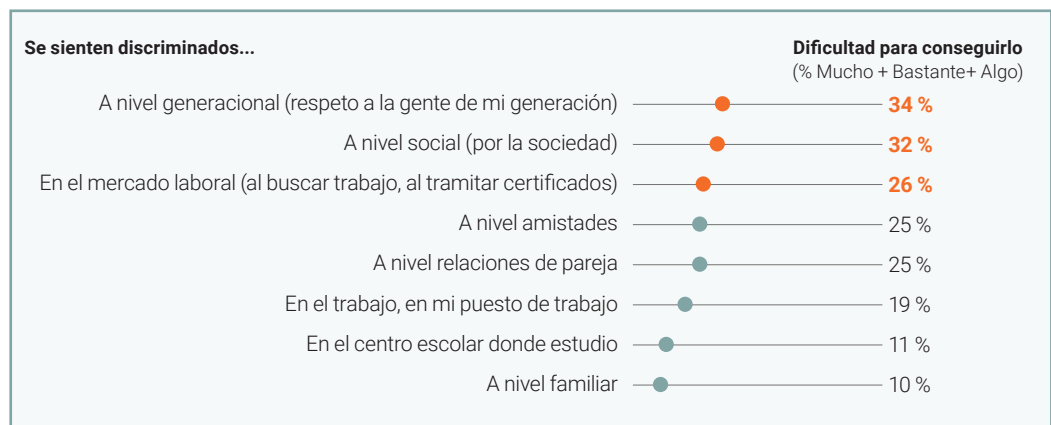 Se sienten discriminados... Dificultad para conseguirlo
(% Mucho + Bastante+ Algo)
A nivel generacional (respeto a la gente de mi generación) 34 %
A nivel social (por la sociedad) 32 %
En el mercado laboral (al buscar trabajo, al tramitar certificados) 26 %
A nivel amistades 25 %
A nivel relaciones de pareja 25 %
En el trabajo, en mi puesto de trabajo 19 %
En el centro escolar donde estudio 11 %
A nivel familiar 10 %